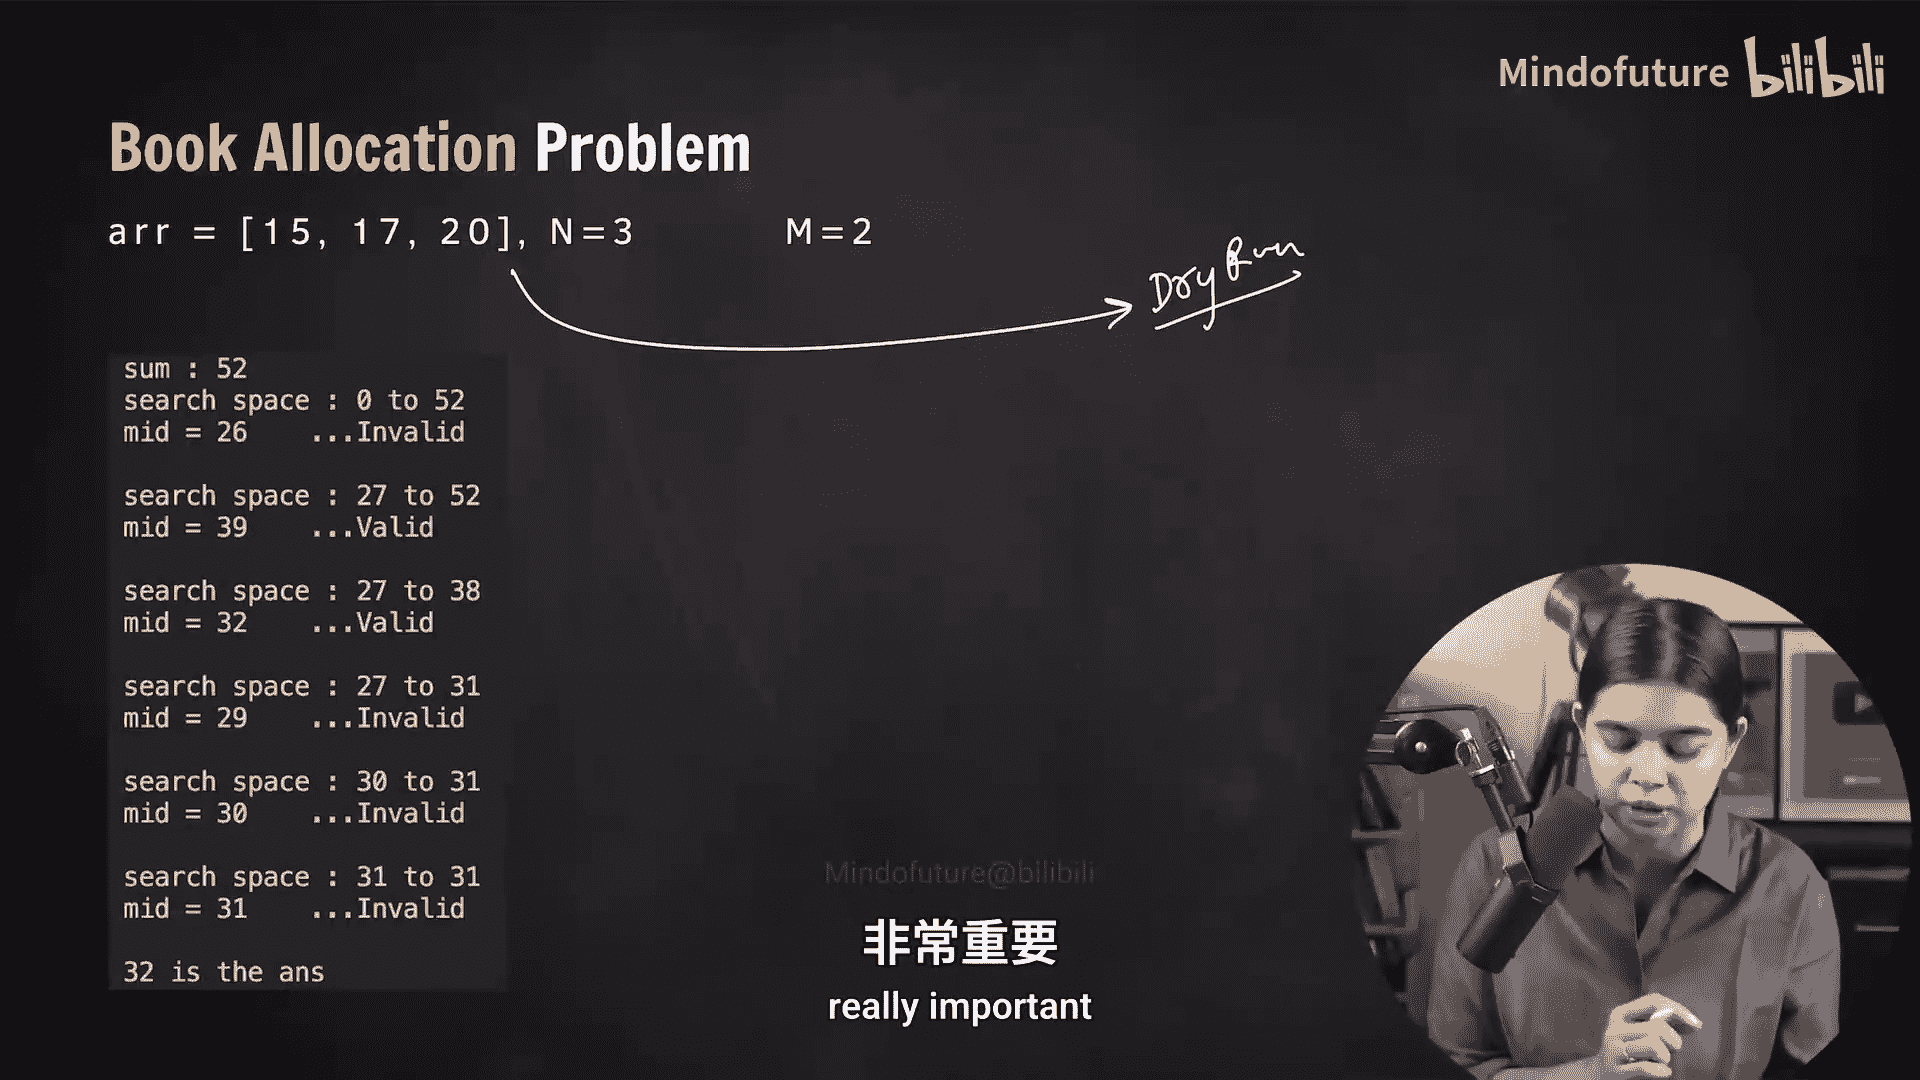 Mindofuture bilibili
Book Allocation Problem
arr = [15, 17, 20], N=3 M=2
Dry Run
sum : 52
search space : 0 to 52
mid = 26 ...Invalid
search space : 27 to 52
mid = 39 ...Valid
search space : 27 to 38
mid = 32 ...Valid
search space : 27 to 31
mid = 29 ...Invalid
search space : 30 to 31
mid = 30 ...Invalid
search space : 31 to 31
mid = 31 ...Invalid
32 is the ans
Mindofuture@bilibili
非常重要
really important